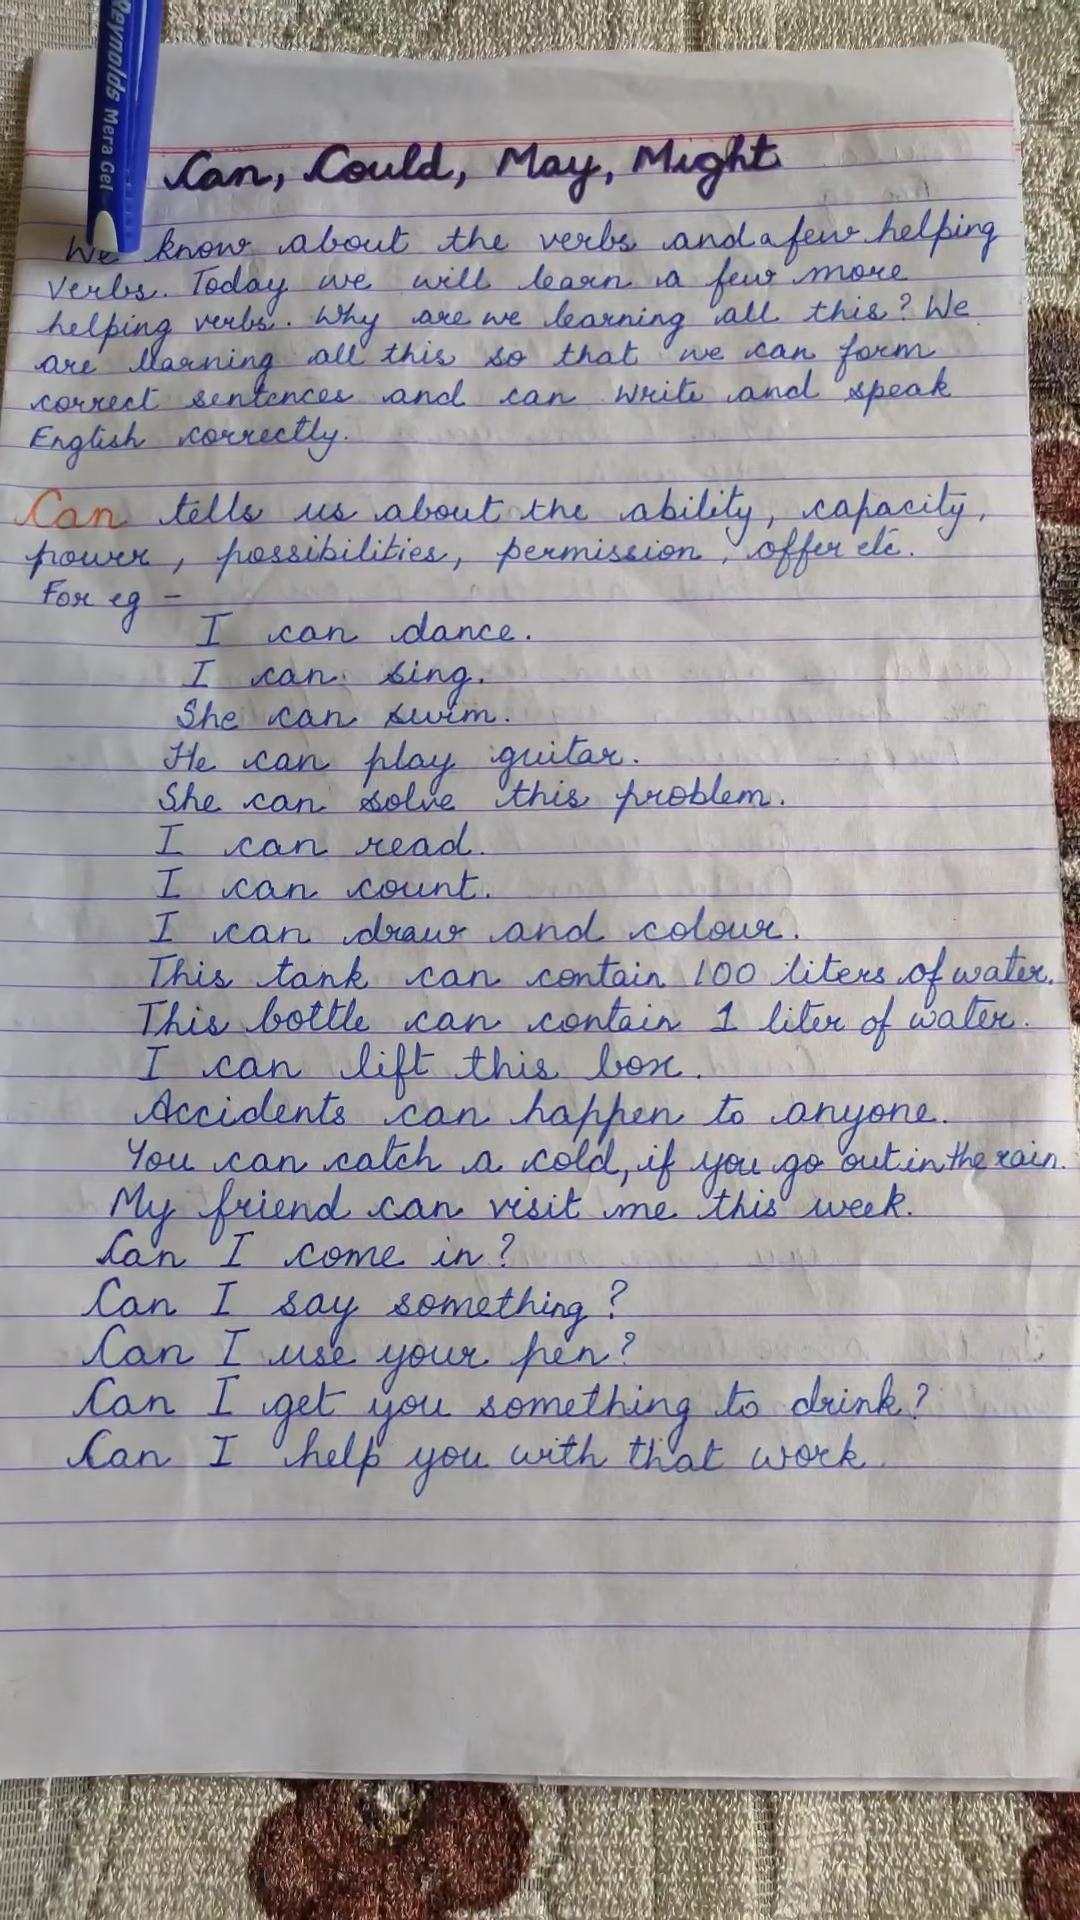 Reynolds Mera Gel
Can, Could, May, Might
We know about the verbs and a few helping
verbs. Today we will learn a few more
helping verbs. Why are we learning all this? We
are learning all this so that we can form
correct sentences and can write and speak
English correctly.
Can tells us about the ability, capacity,
power, possibilities, permission, offer etc.
For eg -
I can dance.
I can sing.
She can swim.
He can play guitar.
She can solve this problem.
I can read.
I can count.
I can draw and colour.
This tank can contain 100 liters of water.
This bottle can contain 1 liter of water.
I can lift this box.
Accidents can happen to anyone.
You can catch a cold, if you go out in the rain.
My friend can visit me this week.
Can I come in?
Can I say something?
Can I use your pen?
Can I get you something to drink?
Can I help you with that work.